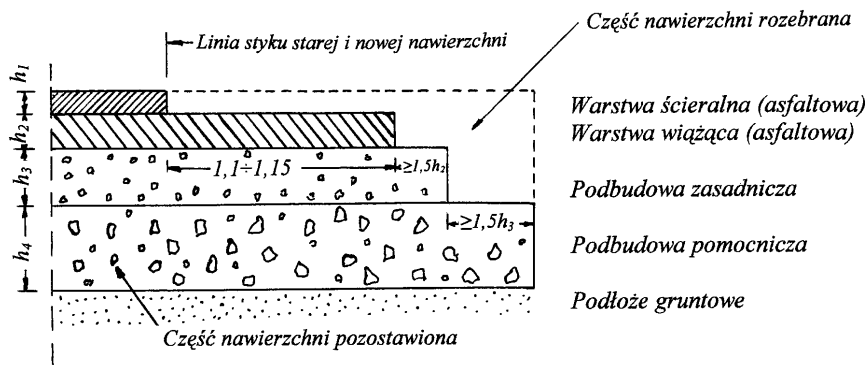 Część nawierzchni rozebrana
Linia styku starej i nowej nawierzchni
h1
Warstwa ścieralna (asfaltowa)
h2
Warstwa wiążąca (asfaltowa)
h3
1,1÷1,15
≥1,5h2
Podbudowa zasadnicza
≥1,5h3
h4
Podbudowa pomocnicza
Podłoże gruntowe
Część nawierzchni pozostawiona